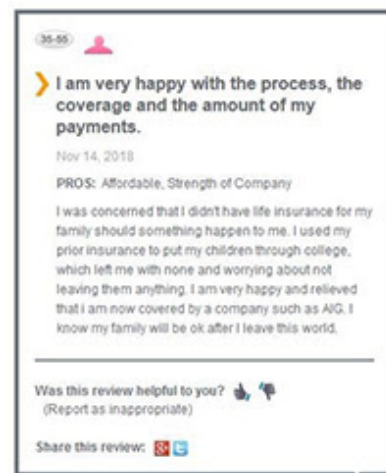 35-55
I am very happy with the process, the
coverage and the amount of my
payments.
Nov 14, 2018
PROS: Affordable, Strength of Company
I was concerned that I didn't have life insurance for my
family should something happen to me. I used my
prior insurance to put my children through college,
which left me with none and worrying about not
leaving them anything. I am very happy and relieved
that i am now covered by a company such as AIG. I
know my family will be ok after I leave this world.
Was this review helpful to you?
(Report as inappropriate)
Share this review: